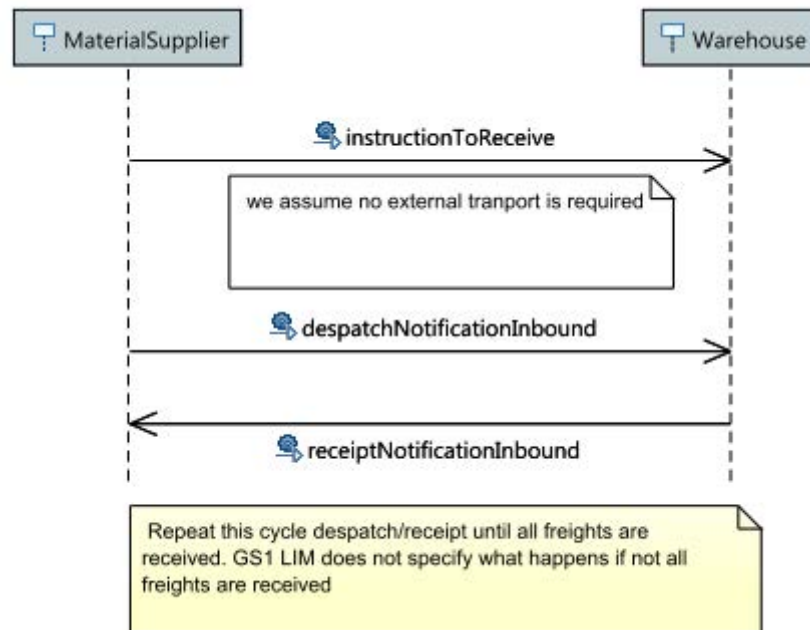 MaterialSupplier
Warehouse
instructionToReceive
we assume no external tranport is required
despatchNotificationInbound
receiptNotificationInbound
Repeat this cycle despatch/receipt until all freights are
received. GS1 LIM does not specify what happens if not all
freights are received